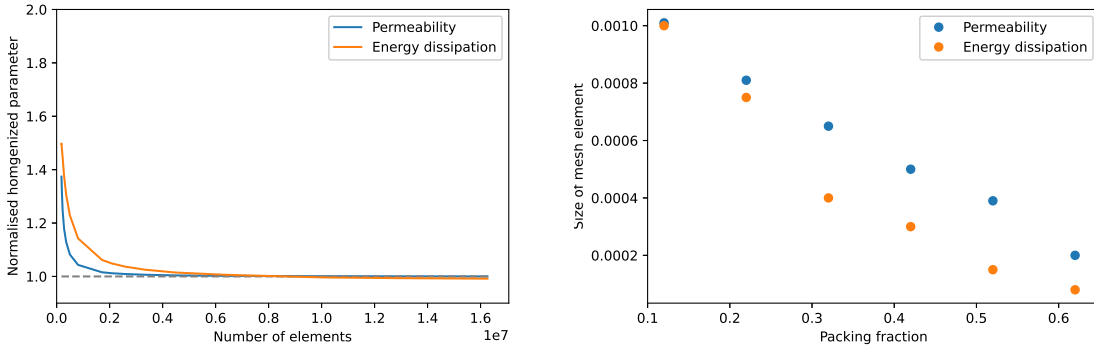 2.0
1.8
1.6
1.4
1.2
1.0
Normalised homgenized parameter
0.0 0.2 0.4 0.6 0.8 1.0 1.2 1.4 1.6
1e7
Number of elements
Permeability
Energy dissipation
0.0010
0.0008
0.0006
0.0004
0.0002
Size of mesh element
0.1 0.2 0.3 0.4 0.5 0.6
Packing fraction
Permeability
Energy dissipation